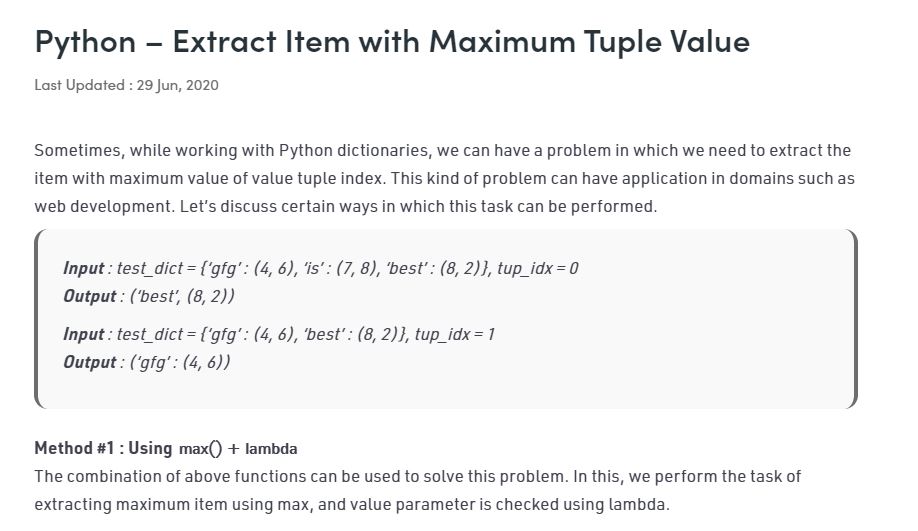 Python – Extract Item with Maximum Tuple Value
Last Updated : 29 Jun, 2020
Sometimes, while working with Python dictionaries, we can have a problem in which we need to extract the
item with maximum value of value tuple index. This kind of problem can have application in domains such as
web development. Let’s discuss certain ways in which this task can be performed.
Input : test_dict = {‘gfg’ : (4, 6), ‘is’ : (7, 8), ‘best’ : (8, 2)}, tup_idx = 0
Output : (‘best’, (8, 2))
Input : test_dict = {‘gfg’ : (4, 6), ‘best’ : (8, 2)}, tup_idx = 1
Output : (‘gfg’ : (4, 6))
Method #1 : Using max() + lambda
The combination of above functions can be used to solve this problem. In this, we perform the task of
extracting maximum item using max, and value parameter is checked using lambda.